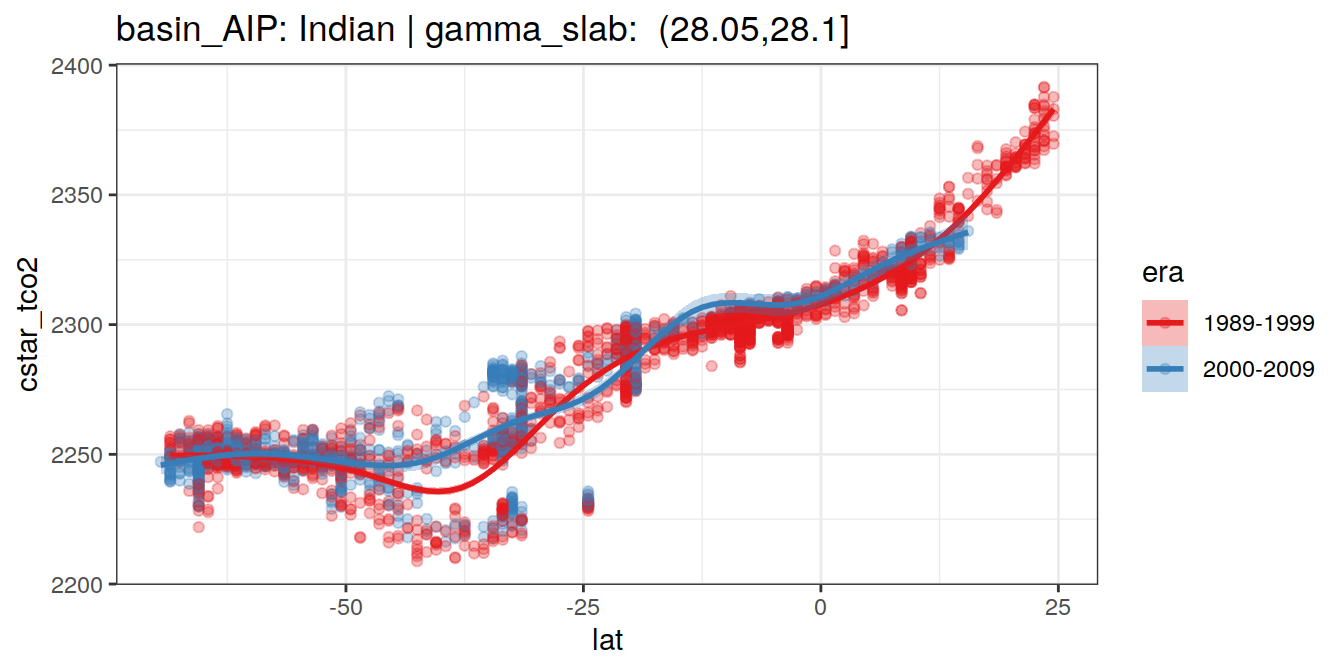 basin_AIP: Indian | gamma_slab:  (28.05,28.1]
2400
2350
2300
2250
2200
cstar_tco2
-50
-25
0
25
lat
era
1989-1999
2000-2009